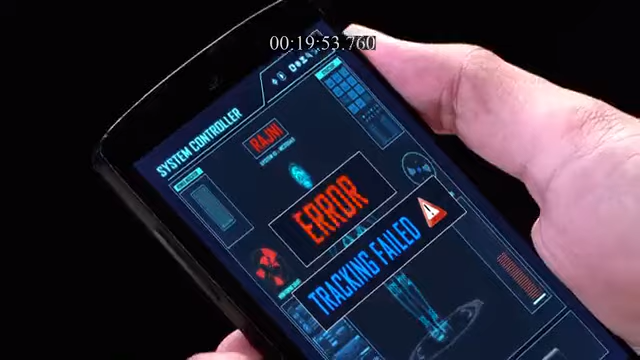 00:19:53.760
SYSTEM CONTROLLER
RAJNI
ERROR
TRACKING FAILED